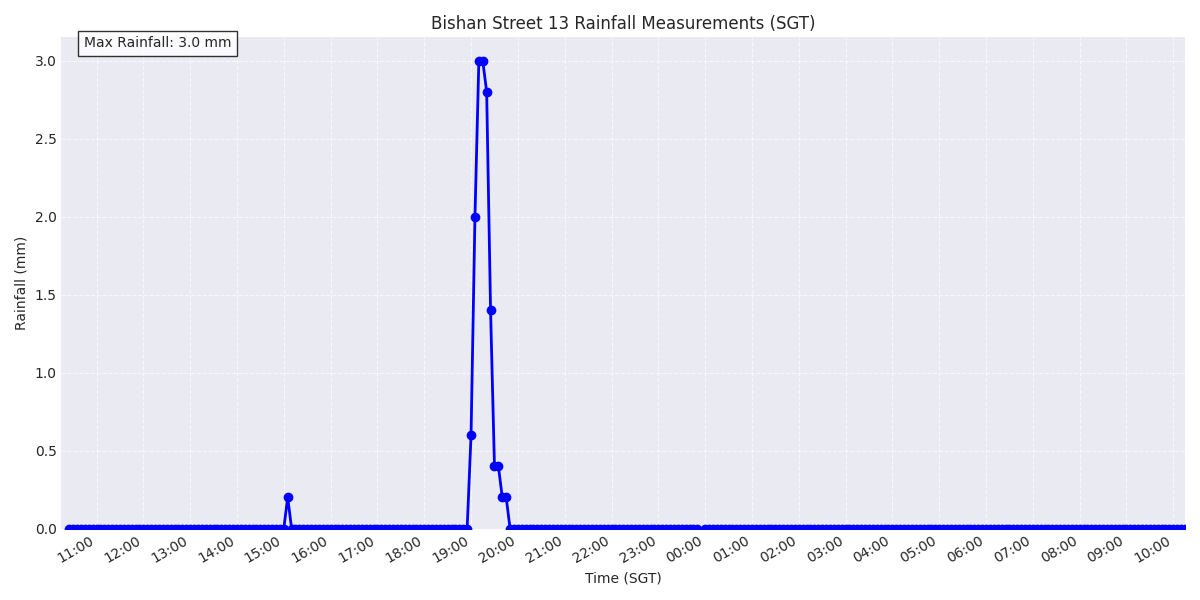 Bishan Street 13 Rainfall Measurements (SGT)
Max Rainfall: 3.0 mm
3.0
2.5
2.0
1.5
1.0
0.5
0.0
Rainfall (mm)
11:00 12:00 13:00 14:00 15:00 16:00 17:00 18:00 19:00 20:00 21:00 22:00 23:00 00:00 01:00 02:00 03:00 04:00 05:00 06:00 07:00 08:00 09:00 10:00
Time (SGT)